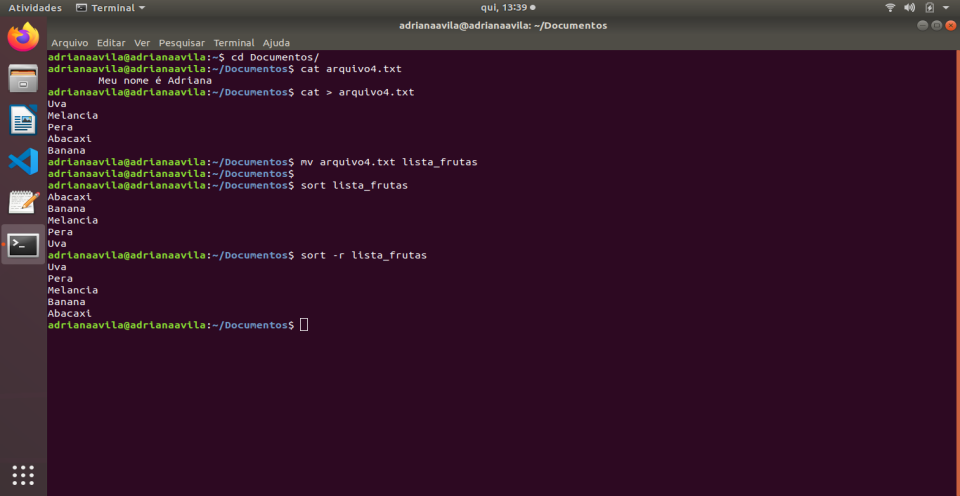 Atividades Terminal qui, 13:39
adrianaavila@adrianaavila: ~/Documentos
Arquivo Editar Ver Pesquisar Terminal Ajuda
adrianaavila@adrianaavila:~$ cd Documentos/
adrianaavila@adrianaavila:~/Documentos$ cat arquivo4.txt
Meu nome é Adriana
adrianaavila@adrianaavila:~/Documentos$ cat > arquivo4.txt
Uva
Melancia
Pera
Abacaxi
Banana
adrianaavila@adrianaavila:~/Documentos$ mv arquivo4.txt lista_frutas
adrianaavila@adrianaavila:~/Documentos$
adrianaavila@adrianaavila:~/Documentos$ sort lista_frutas
Abacaxi
Banana
Melancia
Pera
Uva
adrianaavila@adrianaavila:~/Documentos$ sort -r lista_frutas
Uva
Pera
Melancia
Banana
Abacaxi
adrianaavila@adrianaavila:~/Documentos$